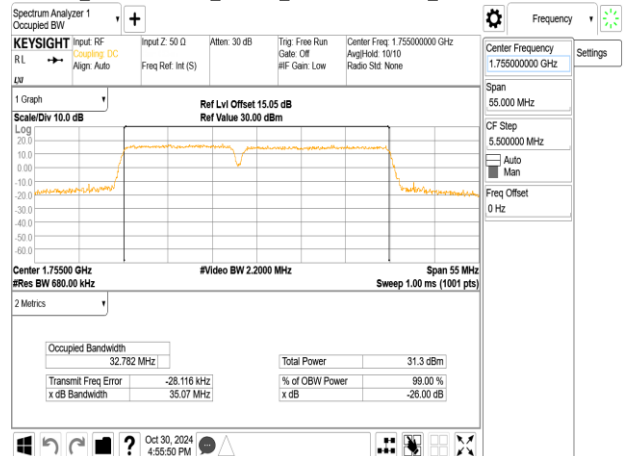 Spectrum Analyzer 1
Occupied BW
Frequency
KEYSIGHT
Input: RF
Coupling: DC
Align: Auto
Input Z: 50 Ω
Freq Ref: Int (S)
Atten: 30 dB
Trig: Free Run
Gate: Off
#IF Gain: Low
Center Freq: 1.755000000 GHz
Avg|Hold: 10/10
Radio Std: None
RL
LXI
Center Frequency
1.755000000 GHz
Settings
Span
55.000 MHz
CF Step
5.500000 MHz
Auto
Man
Freq Offset
0 Hz
1 Graph
Scale/Div 10.0 dB
Ref Lvl Offset 15.05 dB
Ref Value 30.00 dBm
Log
20.0
10.0
0.00
-10.0
-20.0
-30.0
-40.0
-50.0
-60.0
Center 1.75500 GHz
#Res BW 680.00 kHz
#Video BW 2.2000 MHz
Span 55 MHz
Sweep 1.00 ms (1001 pts)
2 Metrics
Occupied Bandwidth
32.782 MHz
Total Power 31.3 dBm
Transmit Freq Error -28.116 kHz
% of OBW Power 99.00 %
x dB Bandwidth 35.07 MHz
x dB -26.00 dB
Oct 30, 2024
4:55:50 PM